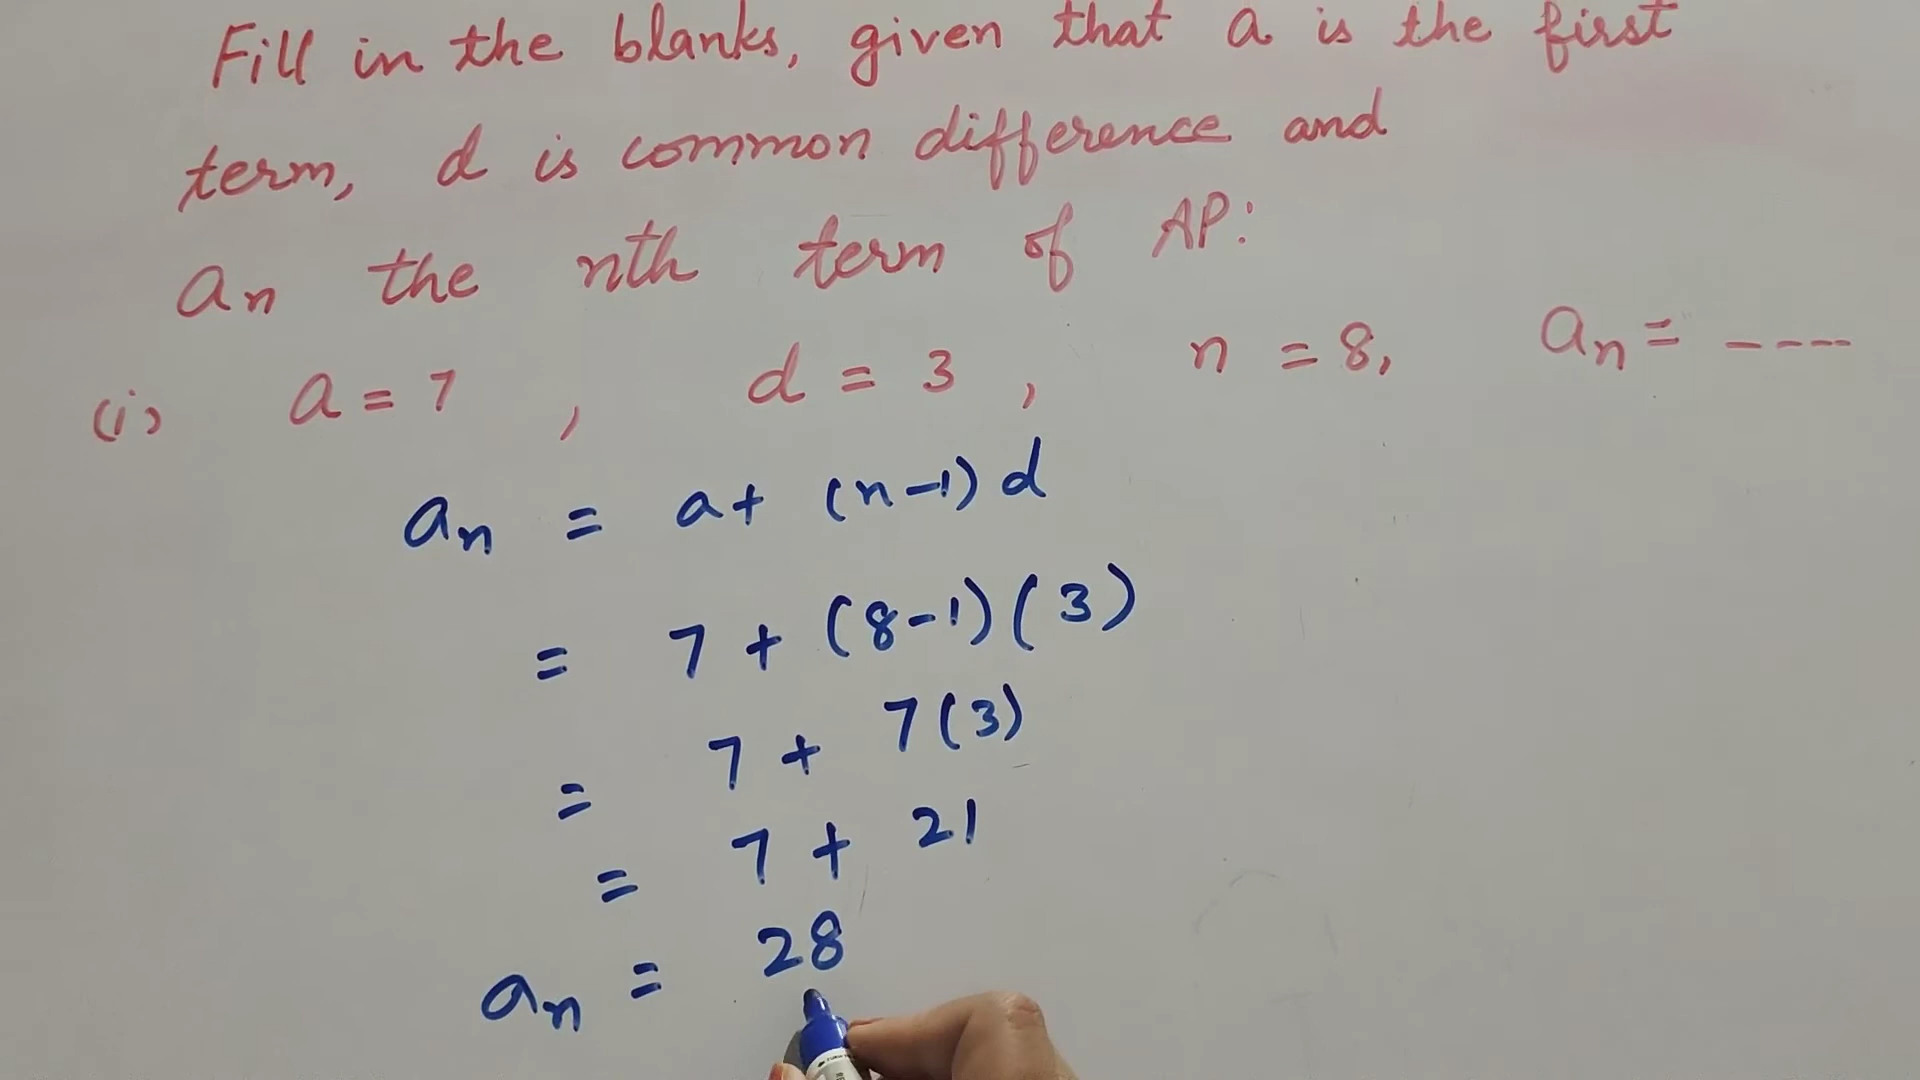 Fill in the blanks, given that a is the first
term, d is common difference and
an the nth term of AP:
(i) a = 7 , d = 3 , n = 8, an = ----
an = a + (n-1) d
= 7 + (8-1) (3)
= 7 + 7(3)
= 7 + 21
an = 28